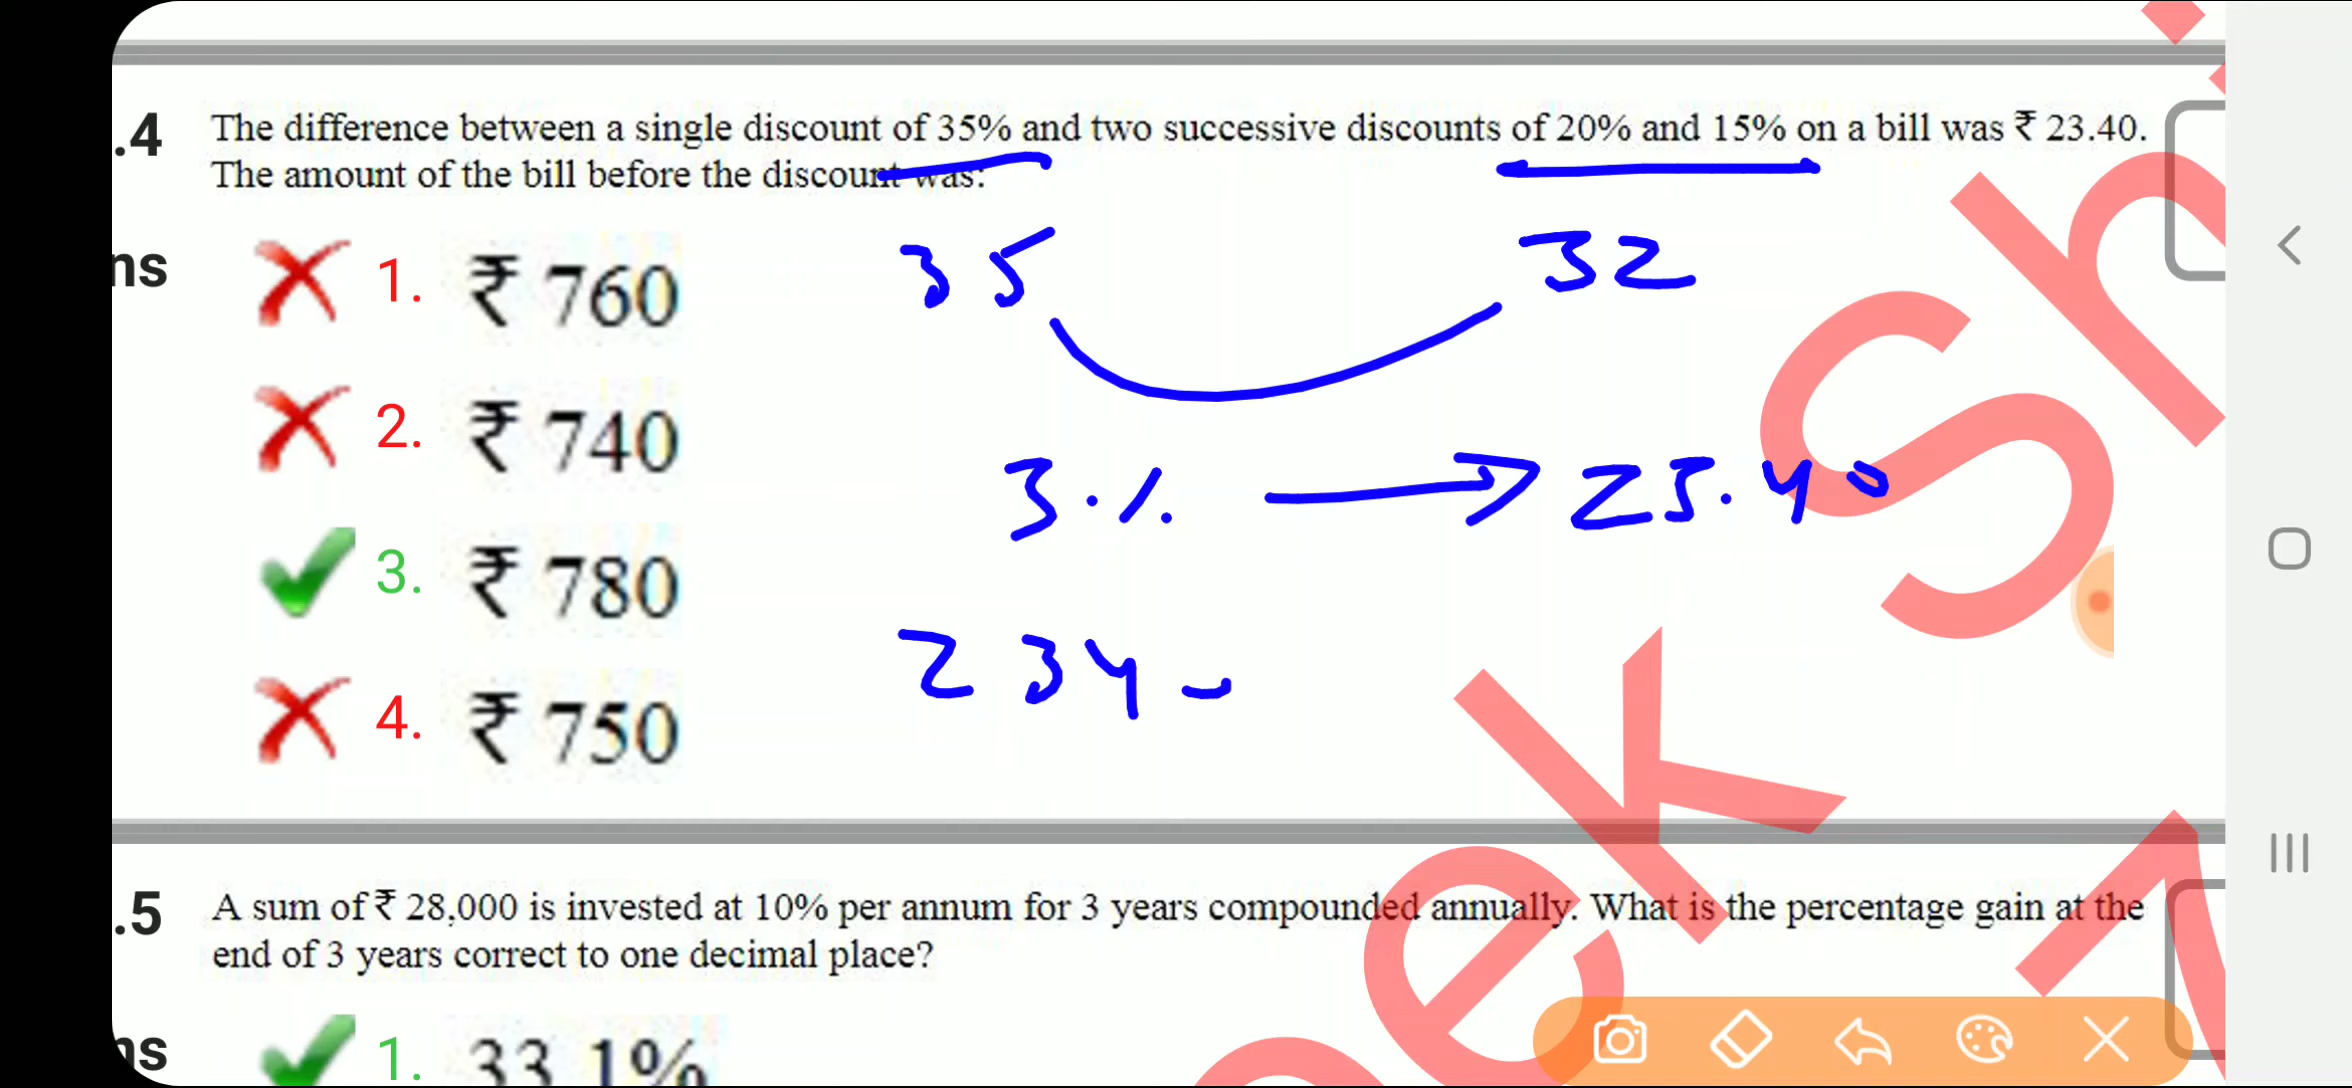 .4 The difference between a single discount of 35% and two successive discounts of 20% and 15% on a bill was ₹ 23.40.
The amount of the bill before the discount was:
ns 1. ₹ 760
35 32
2. ₹ 740
3.% → 23.40
3. ₹ 780
234
4. ₹ 750
.5 A sum of ₹ 28,000 is invested at 10% per annum for 3 years compounded annually. What is the percentage gain at the
end of 3 years correct to one decimal place?
ns 1. 33.1%
ek Sh